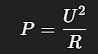 P = U²/R